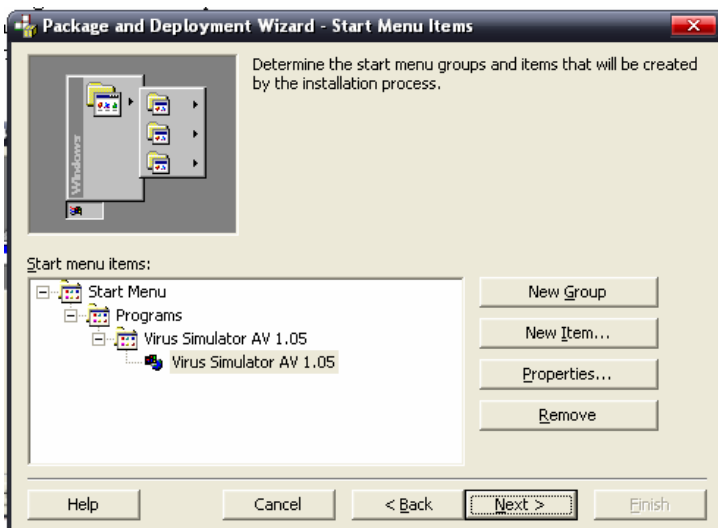 Package and Deployment Wizard - Start Menu Items
Determine the start menu groups and items that will be created
by the installation process.
Windows
Start menu items:
Start Menu
Programs
Virus Simulator AV 1.05
Virus Simulator AV 1.05
New Group
New Item...
Properties...
Remove
Help
Cancel
< Back
Next >
Finish